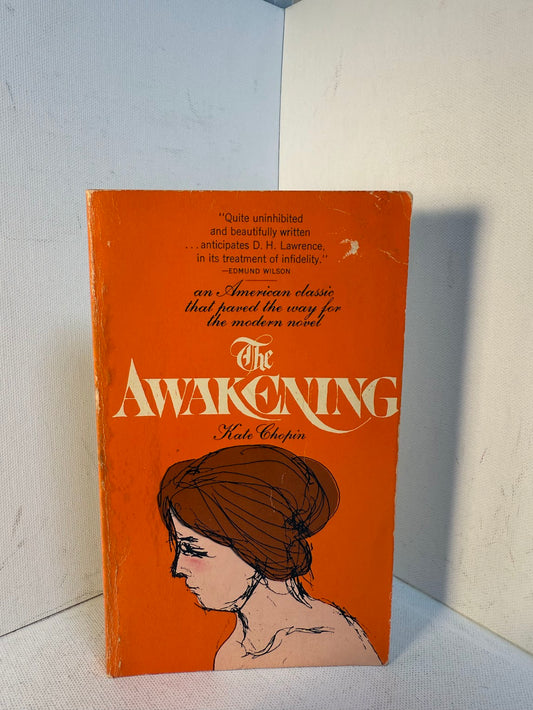 "Quite uninhibited
and beautifully written
...anticipates D. H. Lawrence,
in its treatment of infidelity."
—EDMUND WILSON
an American classic
that paved the way for
the modern novel
The
AWAKENING
Kate Chopin